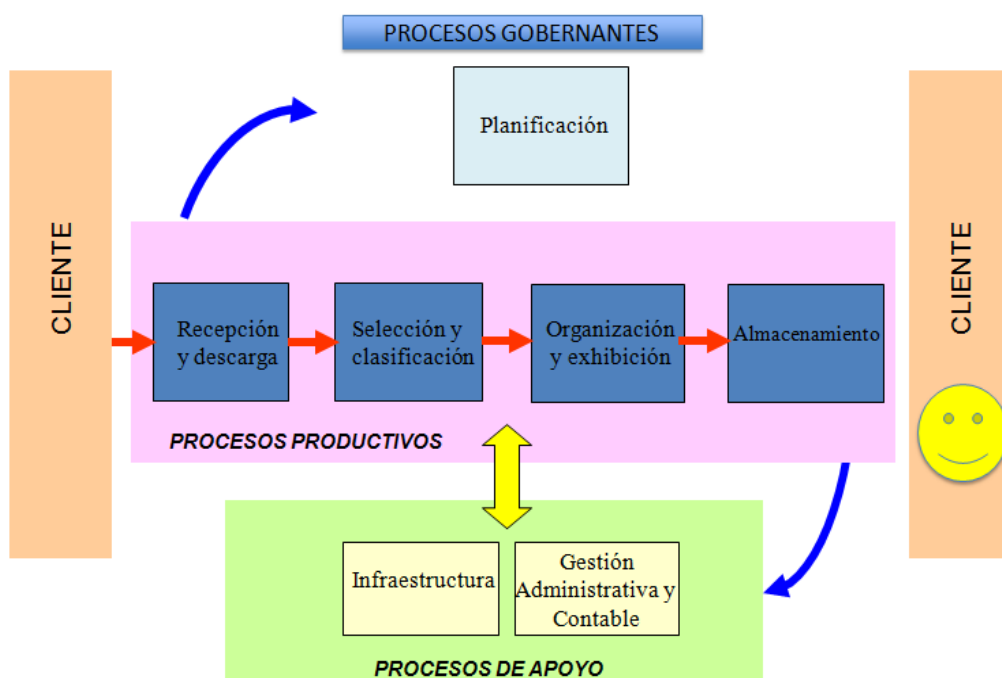 PROCESOS GOBERNANTES
Planificación
CLIENTE
CLIENTE
Recepción
y descarga
Selección y
clasificación
Organización
y exhibición
Almacenamiento
PROCESOS PRODUCTIVOS
Infraestructura
Gestión
Administrativa y
Contable
PROCESOS DE APOYO